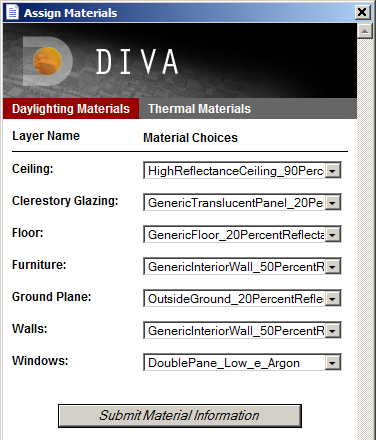 Assign Materials
DIVA
Daylighting Materials Thermal Materials
Layer Name Material Choices
Ceiling: HighReflectanceCeiling_90Perc
Clerestory Glazing: GenericTranslucentPanel_20Pe
Floor: GenericFloor_20PercentReflecta
Furniture: GenericInteriorWall_50PercentR
Ground Plane: OutsideGround_20PercentRefle
Walls: GenericInteriorWall_50PercentR
Windows: DoublePane_Low_e_Argon
Submit Material Information